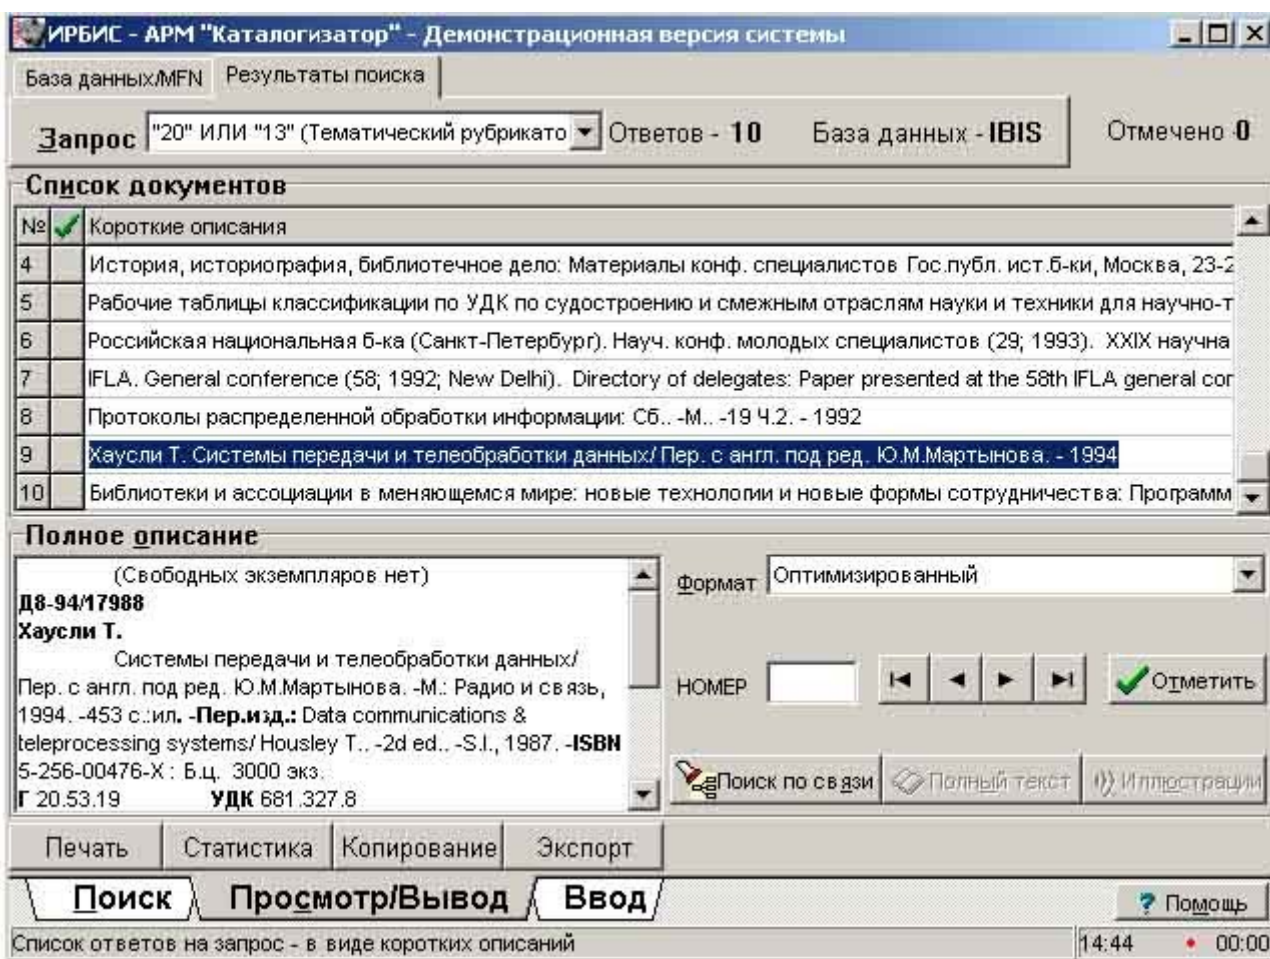 ИРБИС - АРМ "Каталогизатор" - Демонстрационная версия системы
База данных/MFN Результаты поиска
Запрос "20" ИЛИ "13" (Тематический рубрикато Ответов - 10 База данных - IBIS Отмечено -0
Список документов
№ Короткие описания
4 История, историография, библиотечное дело: Материалы конф. специалистов Гос.публ. ист.б-ки, Москва, 23-2
5 Рабочие таблицы классификации по УДК по судостроению и смежным отраслям науки и техники для научно-т
6 Российская национальная б-ка (Санкт-Петербург). Науч. конф. молодых специалистов (29; 1993). XXIX научна
7 IFLA. General conference (58; 1992; New Delhi). Directory of delegates: Paper presented at the 58th IFLA general cor
8 Протоколы распределенной обработки информации: Сб.. -М.. -19 Ч.2. - 1992
9 Хаусли Т. Системы передачи и телеобработки данных/ Пер. с англ. под ред. Ю.М.Мартынова. - 1994
10 Библиотеки и ассоциации в меняющемся мире: новые технологии и новые формы сотрудничества: Программ
Полное описание
(Свободных экземпляров нет)
Д8-94/17988
Хаусли Т.
Системы передачи и телеобработки данных/
Пер. с англ. под ред. Ю.М.Мартынова. -М.: Радио и связь,
1994. -453 с.:ил. -Пер.изд.: Data communications &
teleprocessing systems/ Housley T.. -2d ed.. -S.l., 1987. -ISBN
5-256-00476-X : Б.ц. 3000 экз.
Г 20.53.19 УДК 681.327.8
Формат Оптимизированный
НОМЕР Отметить
Поиск по связи Полный текст Иллюстрации
Печать Статистика Копирование Экспорт
Поиск Просмотр/Вывод Ввод Помощь
Список ответов на запрос - в виде коротких описаний 14:44 00:00